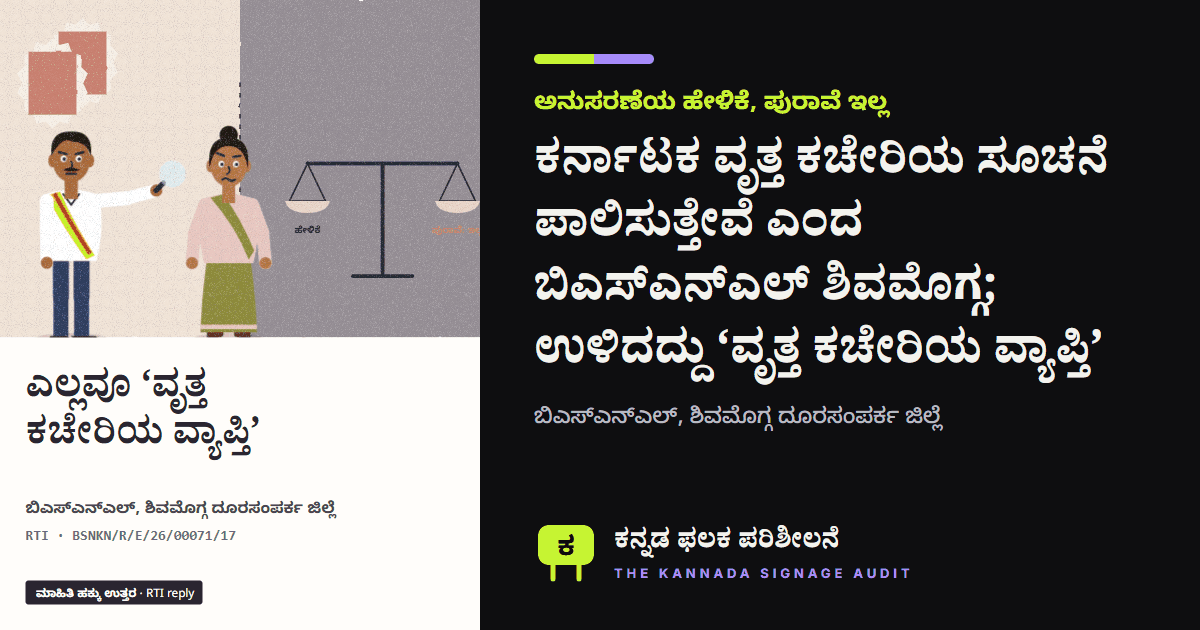 ಹೇಳಿಕೆ
ಎಲ್ಲವೂ ‘ವೃತ್ತ
ಕಚೇರಿಯ ವ್ಯಾಪ್ತಿ’
ಬಿಎಸ್ಎನ್ಎಲ್, ಶಿವಮೊಗ್ಗ ದೂರಸಂಪರ್ಕ ಜಿಲ್ಲೆ
RTI · BSNKN/R/E/26/00071/17
ಮಾಹಿತಿ ಹಕ್ಕು ಉತ್ತರ · RTI reply
ಅನುಸರಣೆಯ ಹೇಳಿಕೆ, ಪುರಾವೆ ಇಲ್ಲ
ಕರ್ನಾಟಕ ವೃತ್ತ ಕಚೇರಿಯ ಸೂಚನೆ
ಪಾಲಿಸುತ್ತೇವೆ ಎಂದ
ಬಿಎಸ್ಎನ್ಎಲ್ ಶಿವಮೊಗ್ಗ;
ಉಳಿದದ್ದು ‘ವೃತ್ತ ಕಚೇರಿಯ ವ್ಯಾಪ್ತಿ’
ಬಿಎಸ್ಎನ್ಎಲ್, ಶಿವಮೊಗ್ಗ ದೂರಸಂಪರ್ಕ ಜಿಲ್ಲೆ
ಕ
ಕನ್ನಡ ಫಲಕ ಪರಿಶೀಲನೆ
THE KANNADA SIGNAGE AUDIT